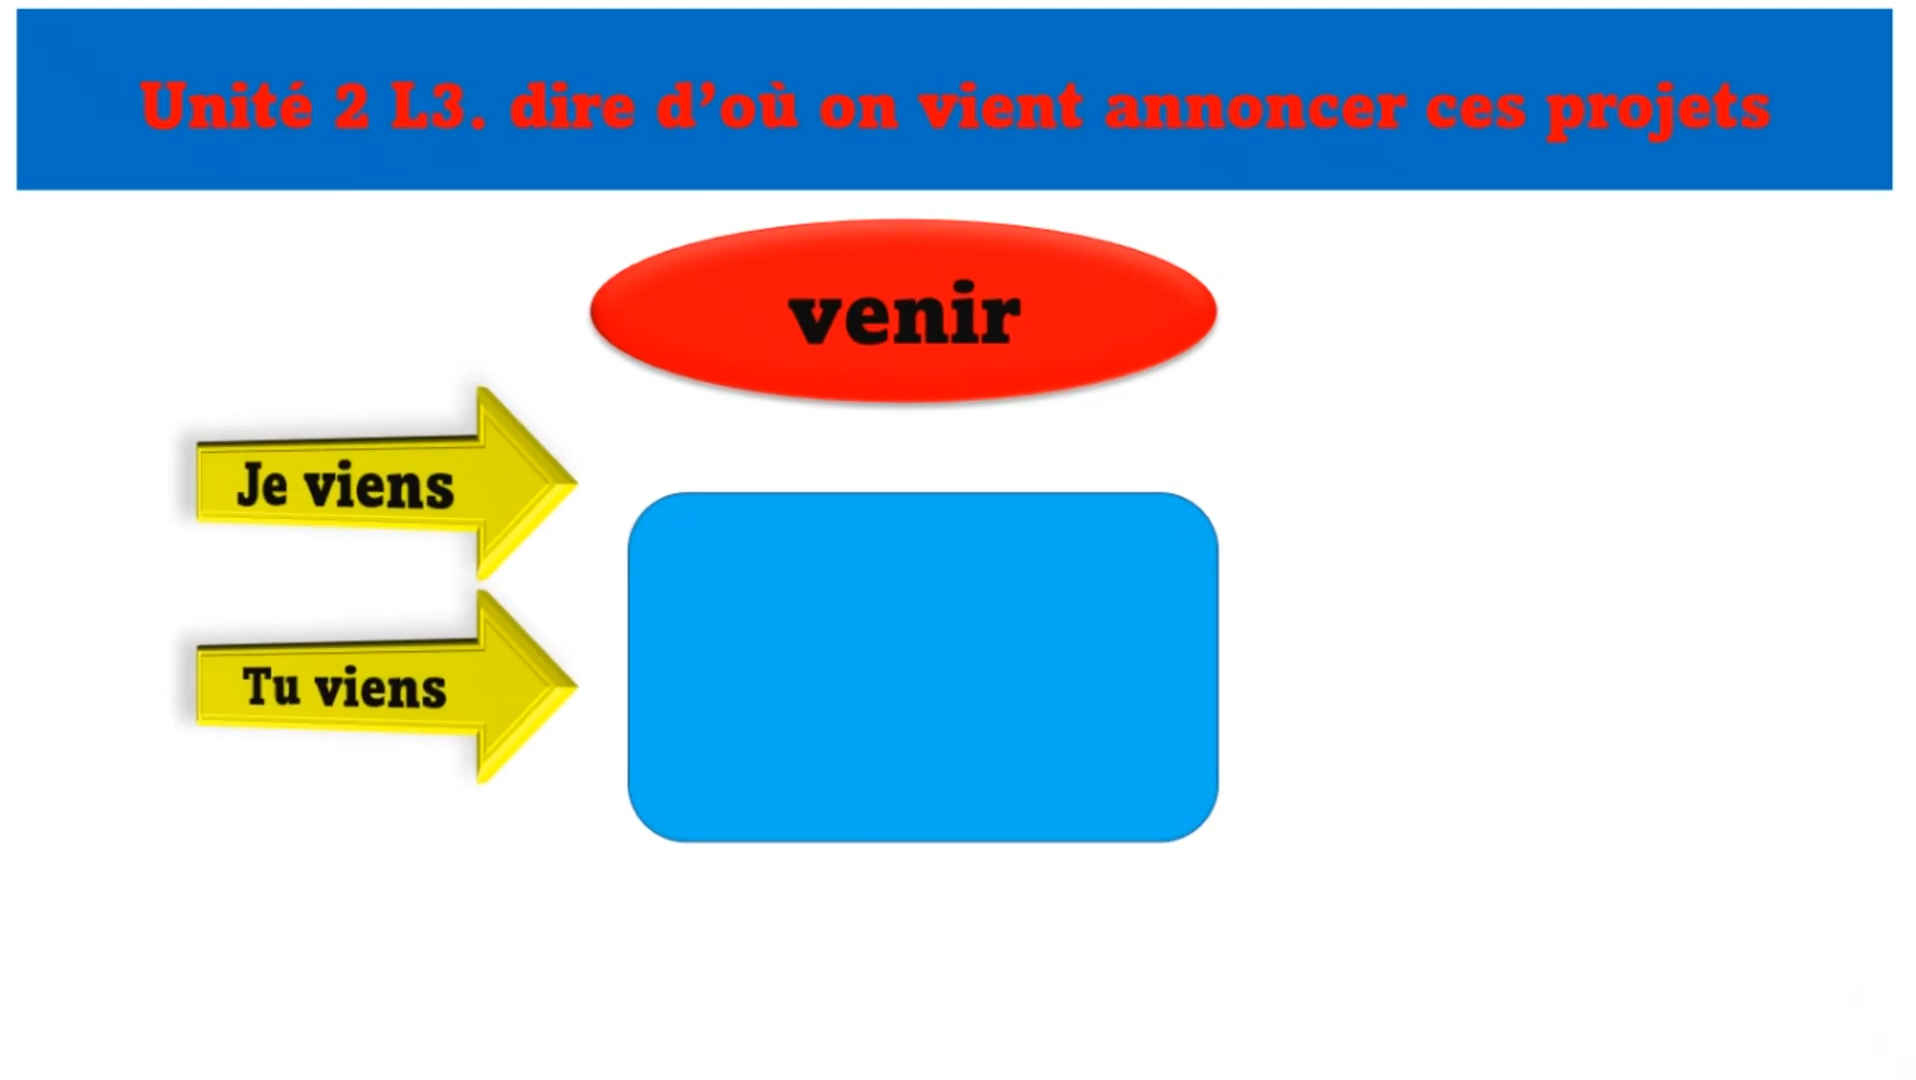 Unité 2 L3. dire d’où on vient annoncer ces projets
venir
Je viens
Tu viens